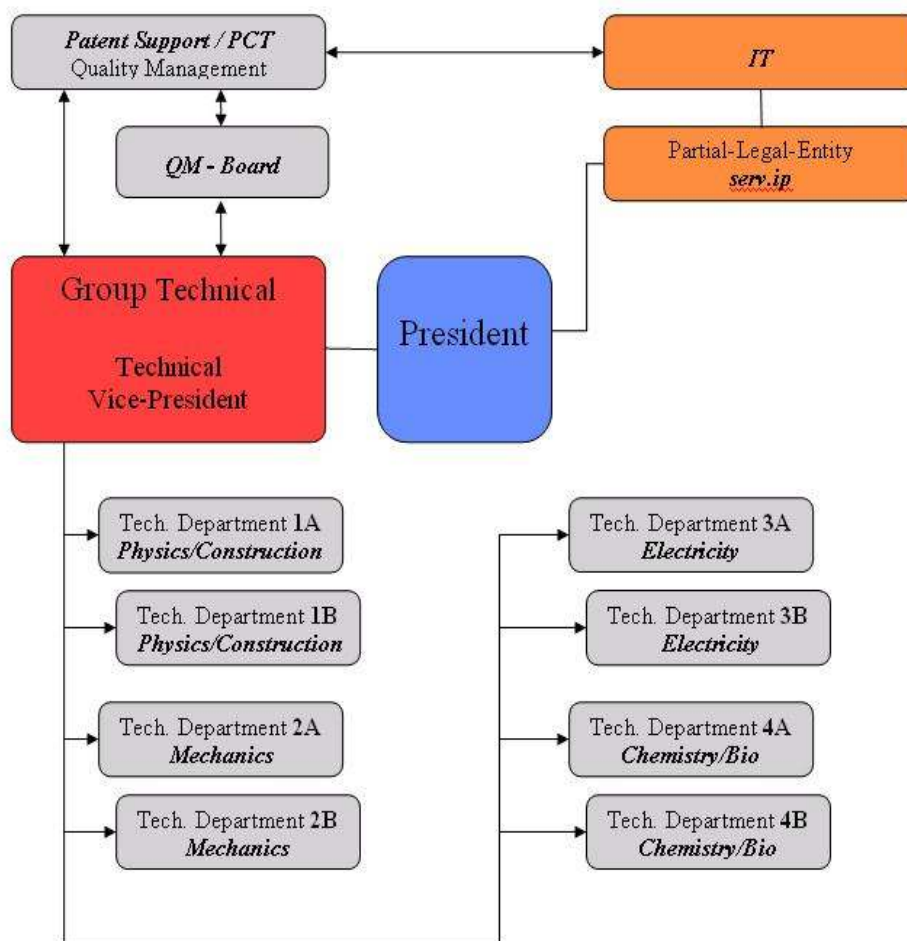 Patent Support / PCT
Quality Management
IT
QM - Board
Partial-Legal-Entity
serv.ip
Group Technical
Technical
Vice-President
President
Tech. Department 1A
Physics/Construction
Tech. Department 1B
Physics/Construction
Tech. Department 2A
Mechanics
Tech. Department 2B
Mechanics
Tech. Department 3A
Electricity
Tech. Department 3B
Electricity
Tech. Department 4A
Chemistry/Bio
Tech. Department 4B
Chemistry/Bio